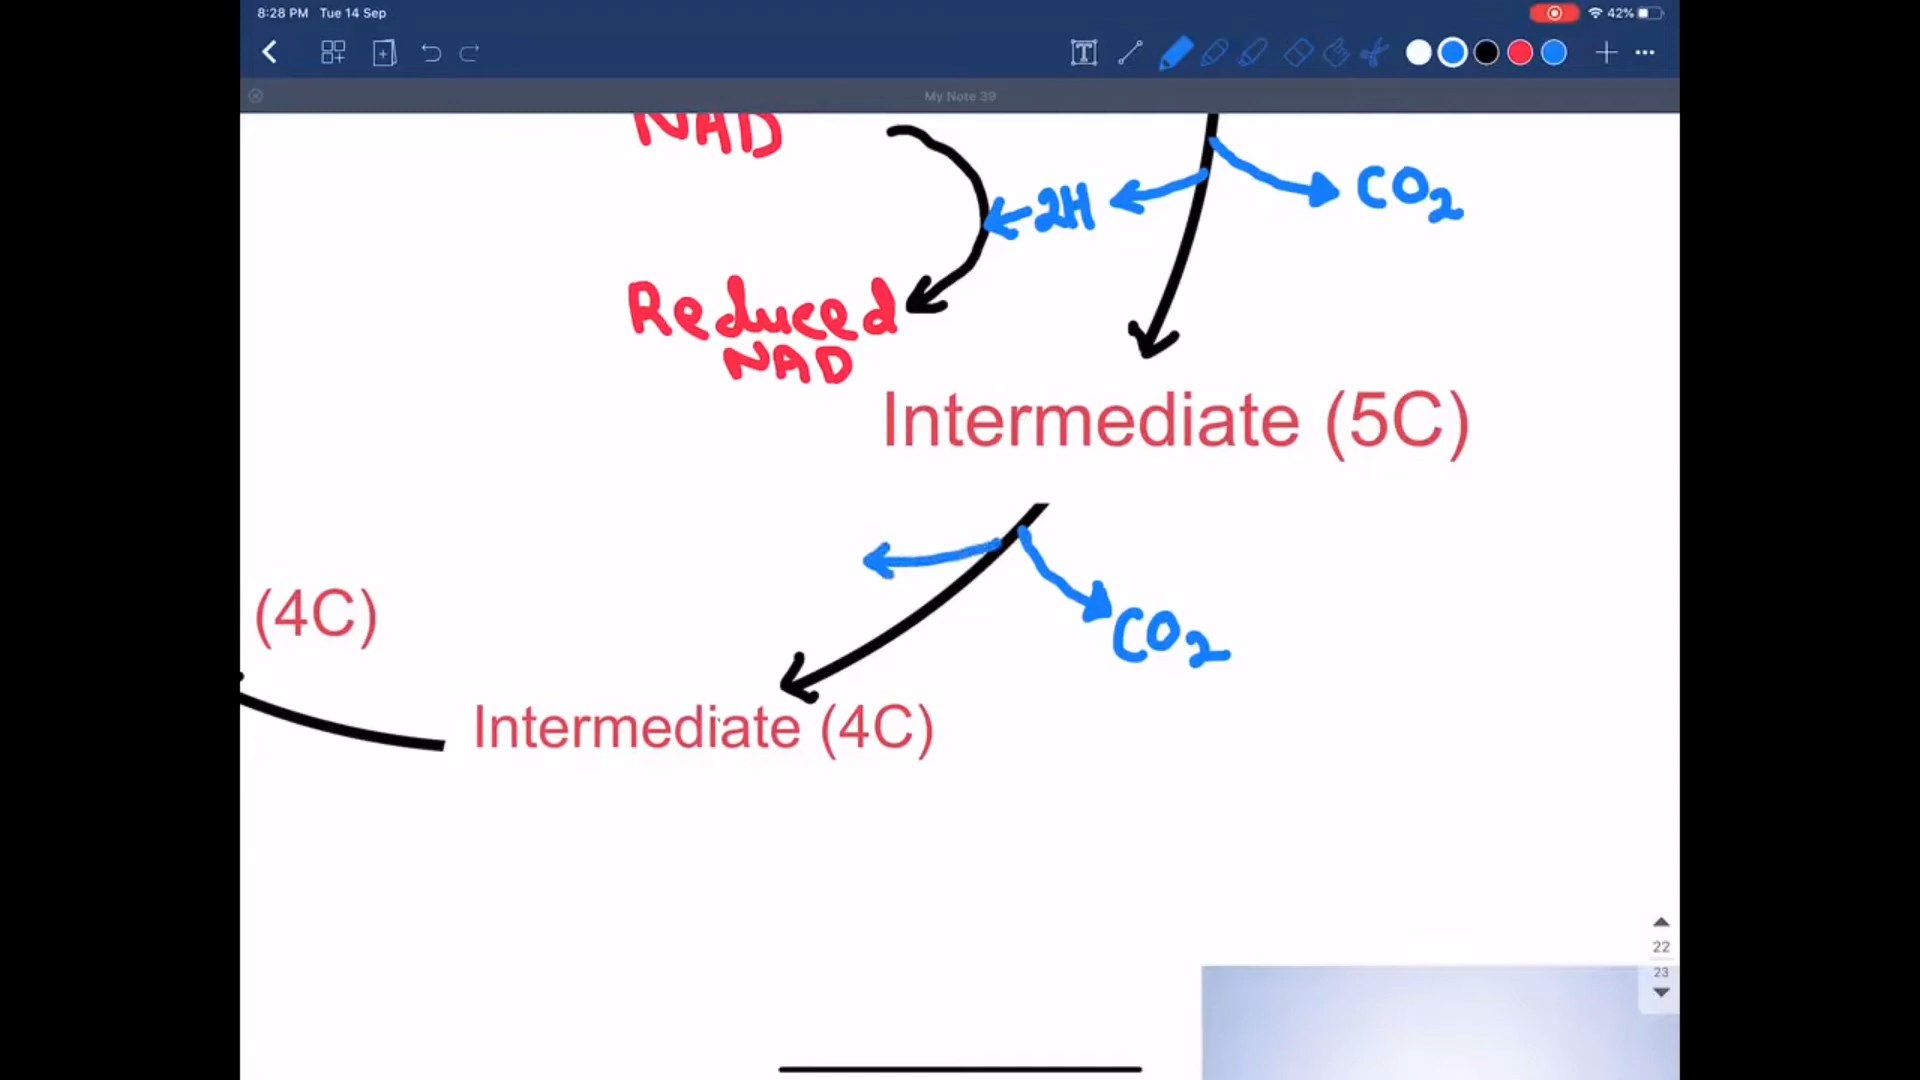 8:28 PM Tue 14 Sep
42%
My Note 39
NAD
CO2
2H
Reduced
NAD
Intermediate (5C)
(4C)
CO2
Intermediate (4C)
22
23